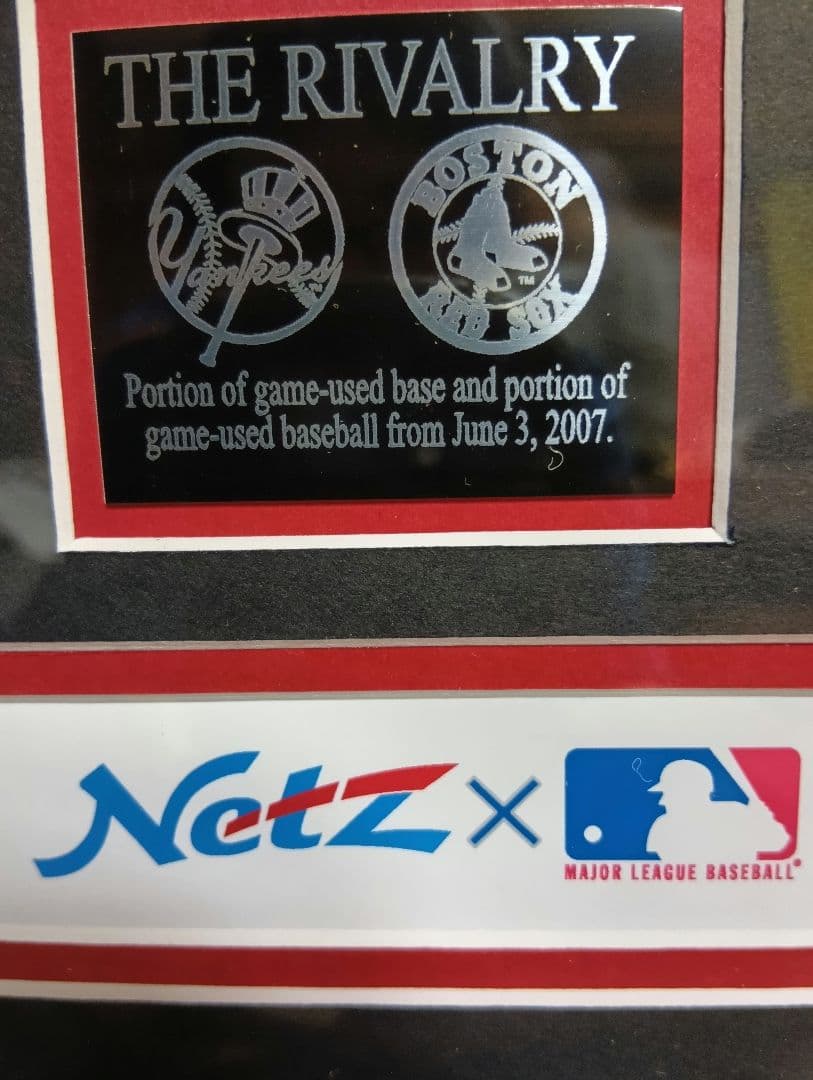 THE RIVALRY
Yankees
BOSTON
RED SOX
TM
Portion of game-used base and portion of
game-used baseball from June 3, 2007.
Netz ×
MAJOR LEAGUE BASEBALL®